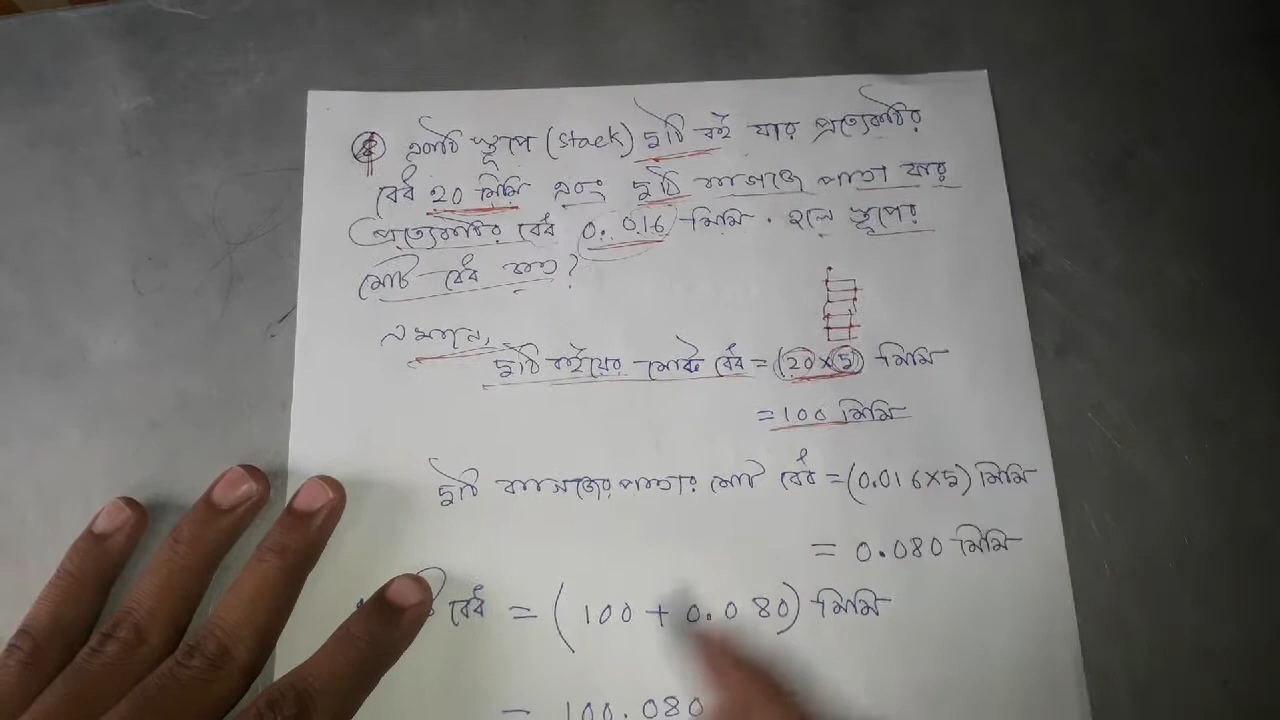 একটি স্তূপে (Stack) 5টি বই যার প্রত্যেকটির
বেধ 20 মিমি এবং 5টি কাগজে পাতা যার
প্রত্যেকটির বেধ 0.016 মিমি. হলে স্তূপের
মোট বেধ কত?
সমাধান,
5টি বইয়ের মোট বেধ = (20×5) মিমি
= 100 মিমি
5টি কাগজের পাতার মোট বেধ = (0.016×5) মিমি
= 0.080 মিমি
বেধ = (100 + 0.080) মিমি
= 100.080